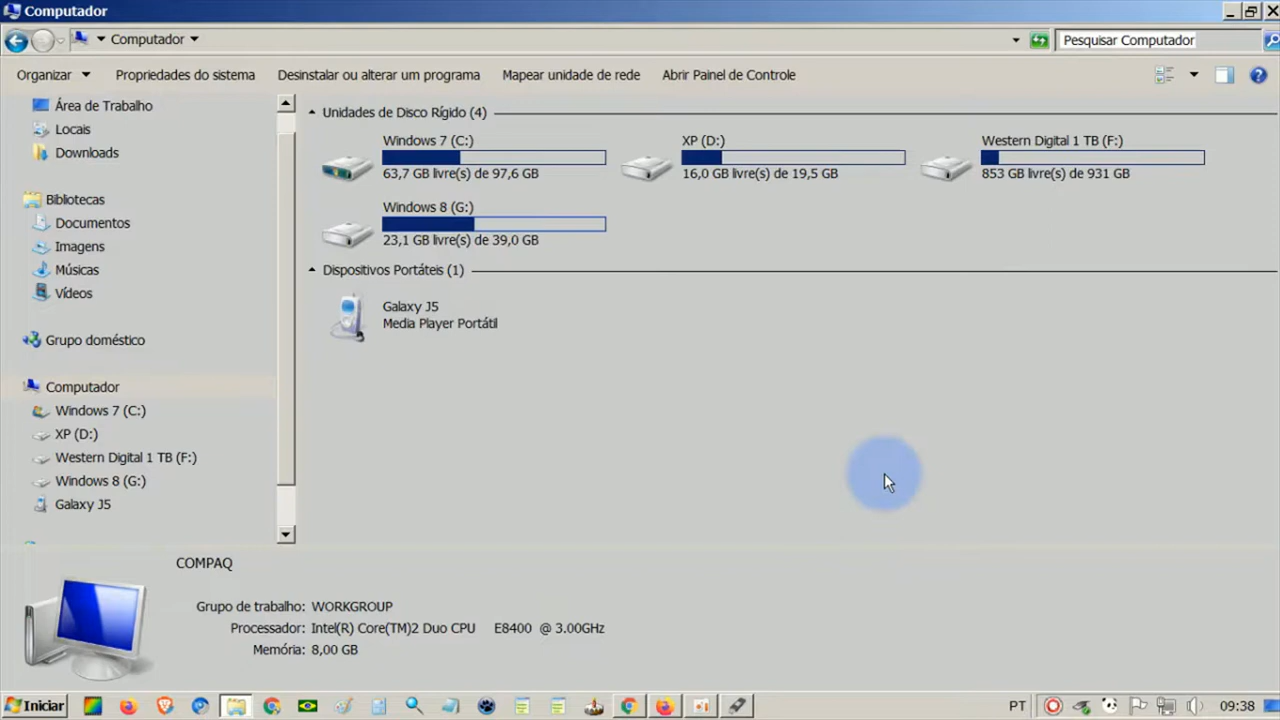 Computador
Computador
Pesquisar Computador
Organizar
Propriedades do sistema
Desinstalar ou alterar um programa
Mapear unidade de rede
Abrir Painel de Controle
Área de Trabalho
Locais
Downloads
Bibliotecas
Documentos
Imagens
Músicas
Vídeos
Grupo doméstico
Computador
Windows 7 (C:)
XP (D:)
Western Digital 1 TB (F:)
Windows 8 (G:)
Galaxy J5
Unidades de Disco Rígido (4)
Windows 7 (C:)
63,7 GB livre(s) de 97,6 GB
XP (D:)
16,0 GB livre(s) de 19,5 GB
Western Digital 1 TB (F:)
853 GB livre(s) de 931 GB
Windows 8 (G:)
23,1 GB livre(s) de 39,0 GB
Dispositivos Portáteis (1)
Galaxy J5
Media Player Portátil
COMPAQ
Grupo de trabalho: WORKGROUP
Processador: Intel(R) Core(TM)2 Duo CPU E8400 @ 3.00GHz
Memória: 8,00 GB
Iniciar
PT
09:38